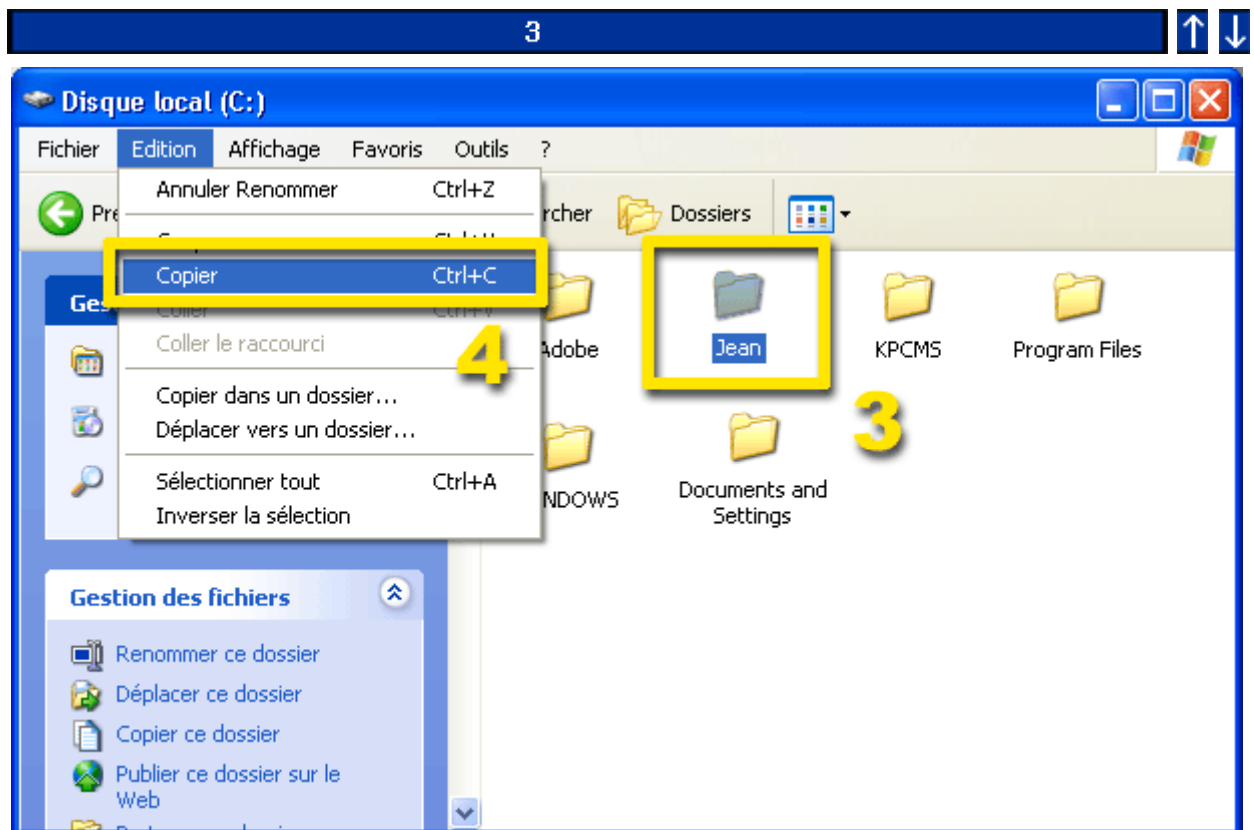 3
Disque local (C:)
Fichier Edition Affichage Favoris Outils ?
Annuler Renommer Ctrl+Z
Dossiers
Copier Ctrl+C
Coller le raccourci
4
Copier dans un dossier...
Déplacer vers un dossier...
Sélectionner tout Ctrl+A
Inverser la sélection
Adobe
Jean
KPCMS
Program Files
3
Documents and
Settings
Gestion des fichiers
Renommer ce dossier
Déplacer ce dossier
Copier ce dossier
Publier ce dossier sur le
Web